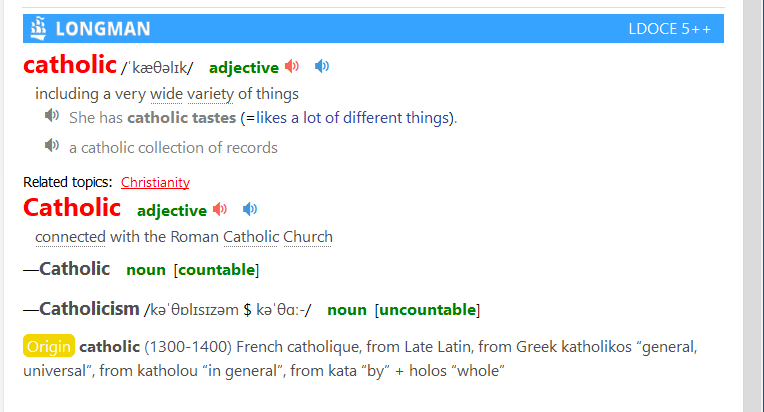 LONGMAN LDOCE 5++
catholic /ˈkæθəlɪk/ adjective
including a very wide variety of things
She has catholic tastes (=likes a lot of different things).
a catholic collection of records
Related topics: Christianity
Catholic adjective
connected with the Roman Catholic Church
—Catholic noun [countable]
—Catholicism /kəˈθɒlɪsɪzəm $ kəˈθɑː-/ noun [uncountable]
Origin catholic (1300-1400) French catholique, from Late Latin, from Greek katholikos “general,
universal”, from katholou “in general”, from kata “by” + holos “whole”